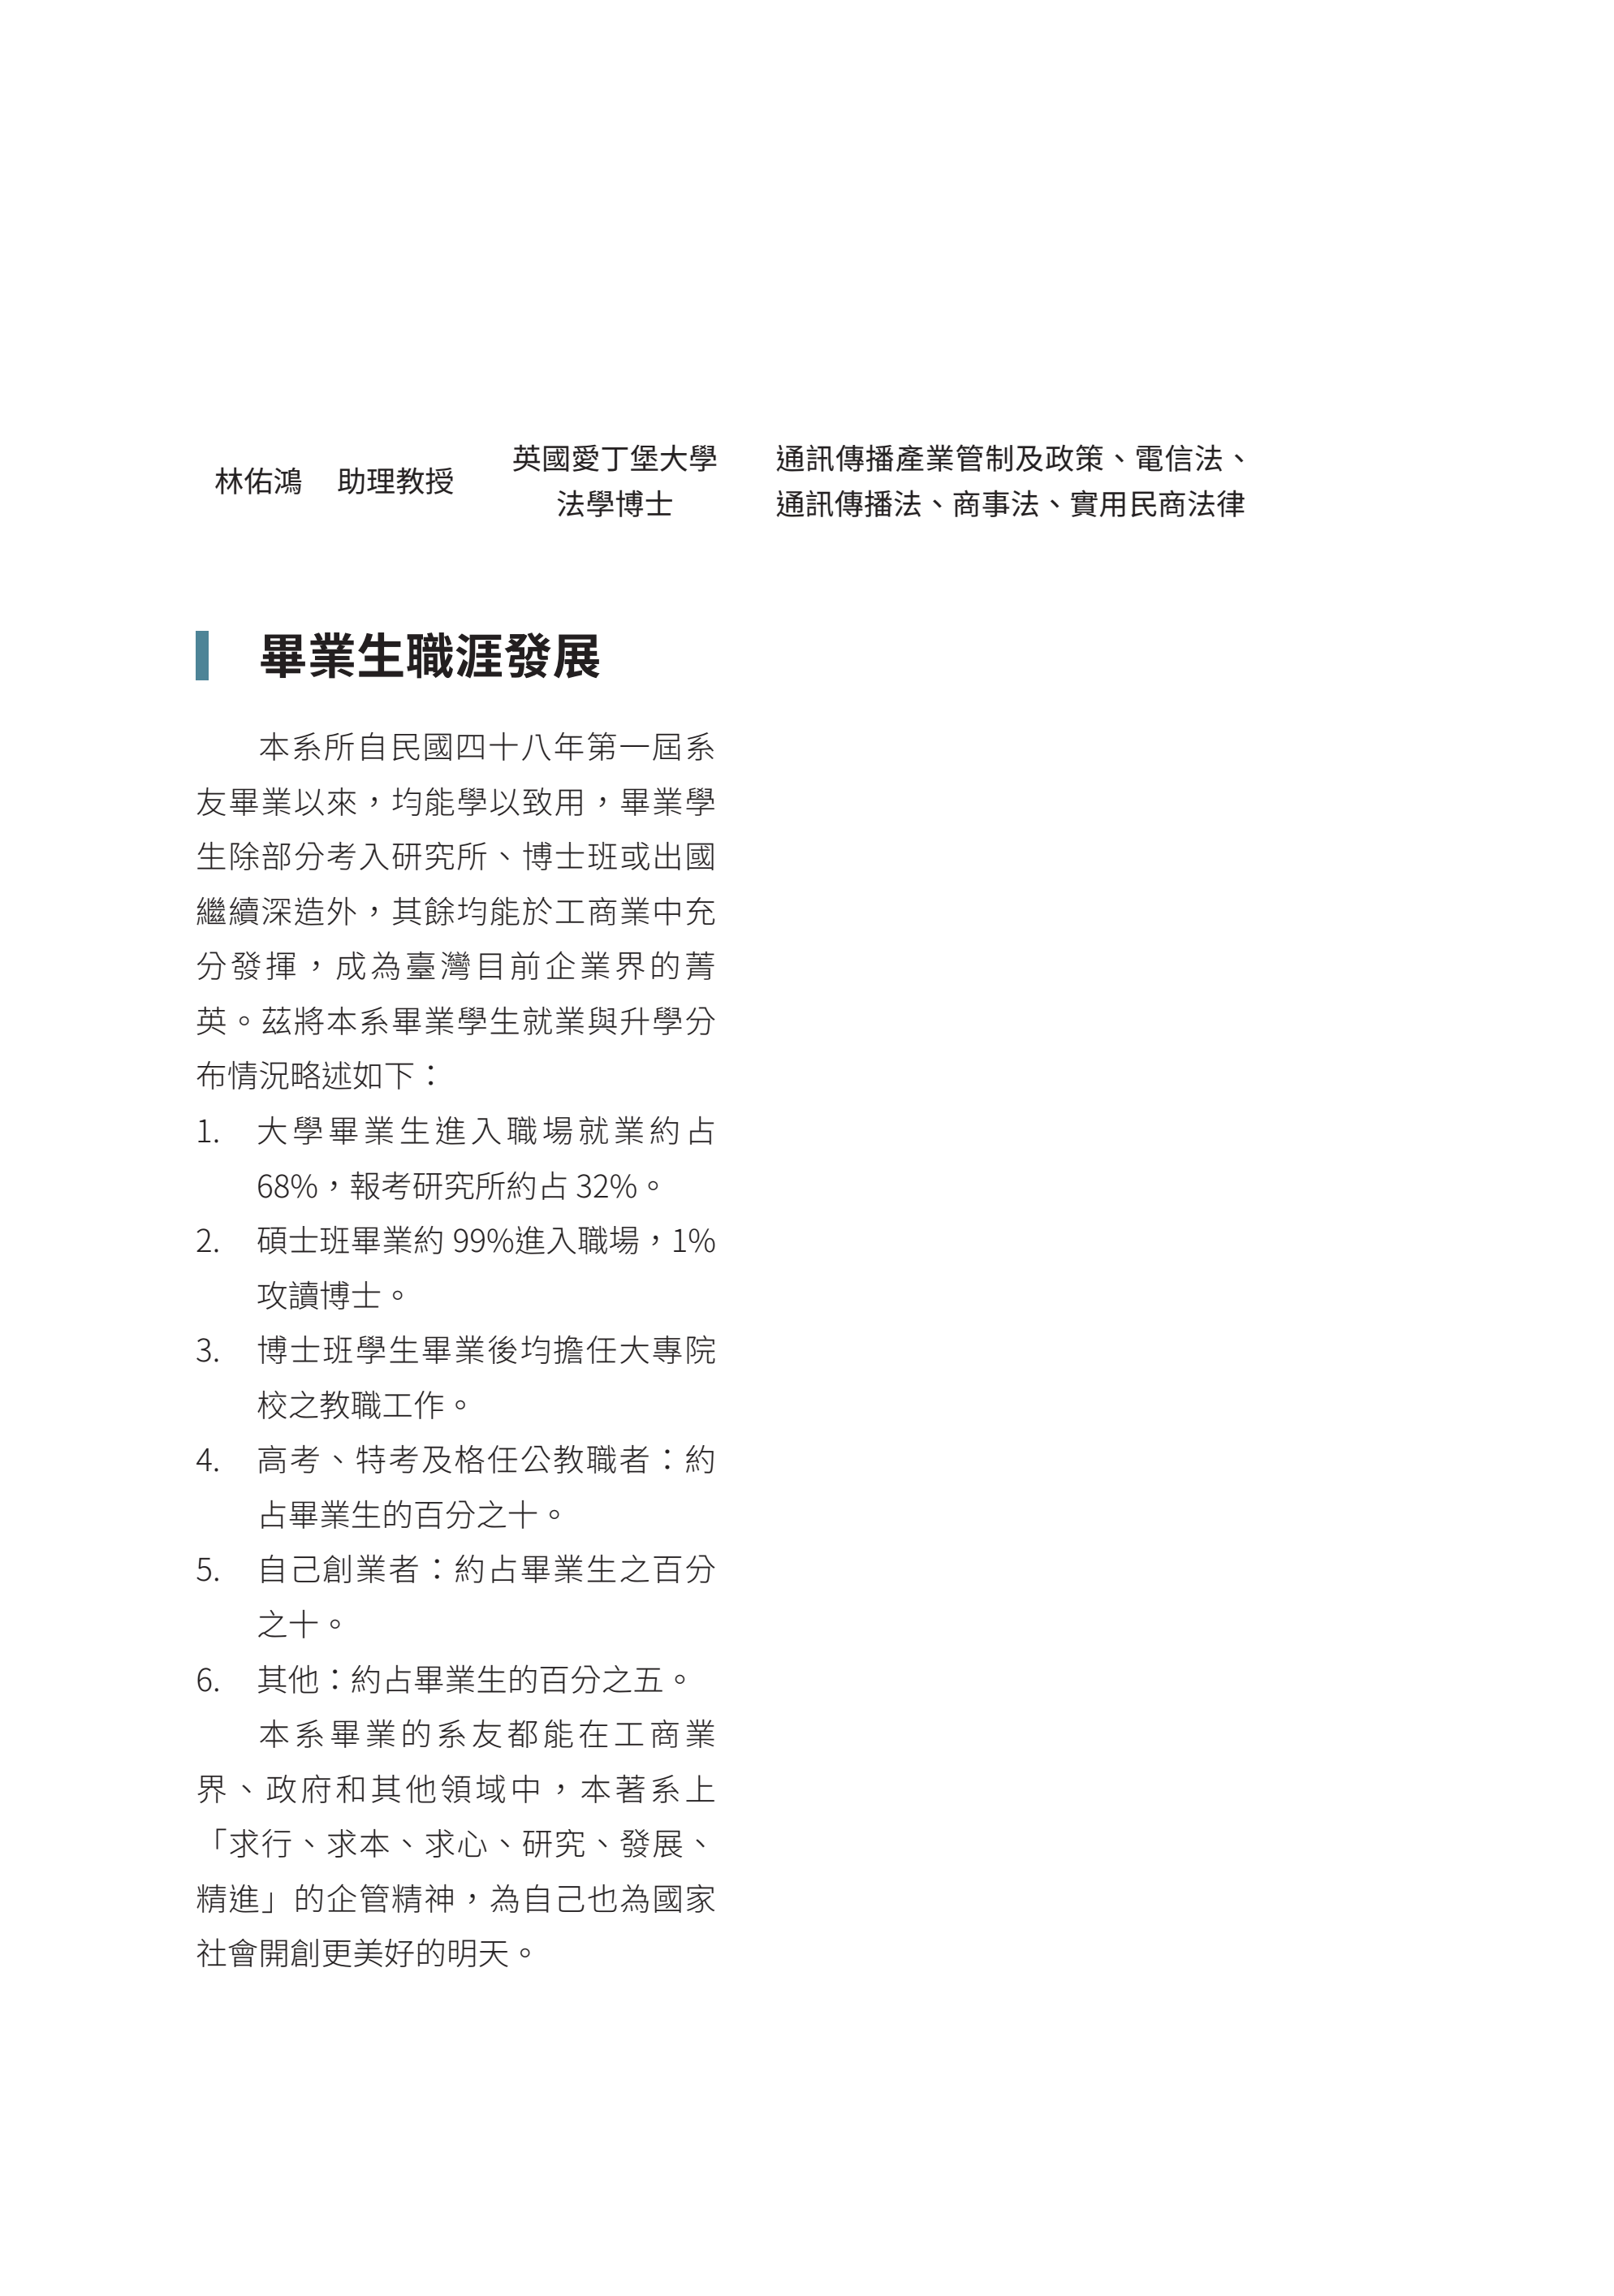 林佑鴻 助理教授 英國愛丁堡大學 通訊傳播產業管制及政策、電信法、
法學博士 通訊傳播法、商事法、實用民商法律
畢業生職涯發展
本系所自民國四十八年第一屆系
友畢業以來，均能學以致用，畢業學
生除部分考入研究所、博士班或出國
繼續深造外，其餘均能於工商業中充
分發揮，成為臺灣目前企業界的菁
英。茲將本系畢業學生就業與升學分
布情況略述如下：
1. 大學畢業生進入職場就業約占
68%，報考研究所約占 32%。
2. 碩士班畢業約 99%進入職場，1%
攻讀博士。
3. 博士班學生畢業後均擔任大專院
校之教職工作。
4. 高考、特考及格任公教職者：約
占畢業生的百分之十。
5. 自己創業者：約占畢業生之百分
之十。
6. 其他：約占畢業生的百分之五。
本系畢業的系友都能在工商業
界、政府和其他領域中，本著系上
「求行、求本、求心、研究、發展、
精進」的企管精神，為自己也為國家
社會開創更美好的明天。